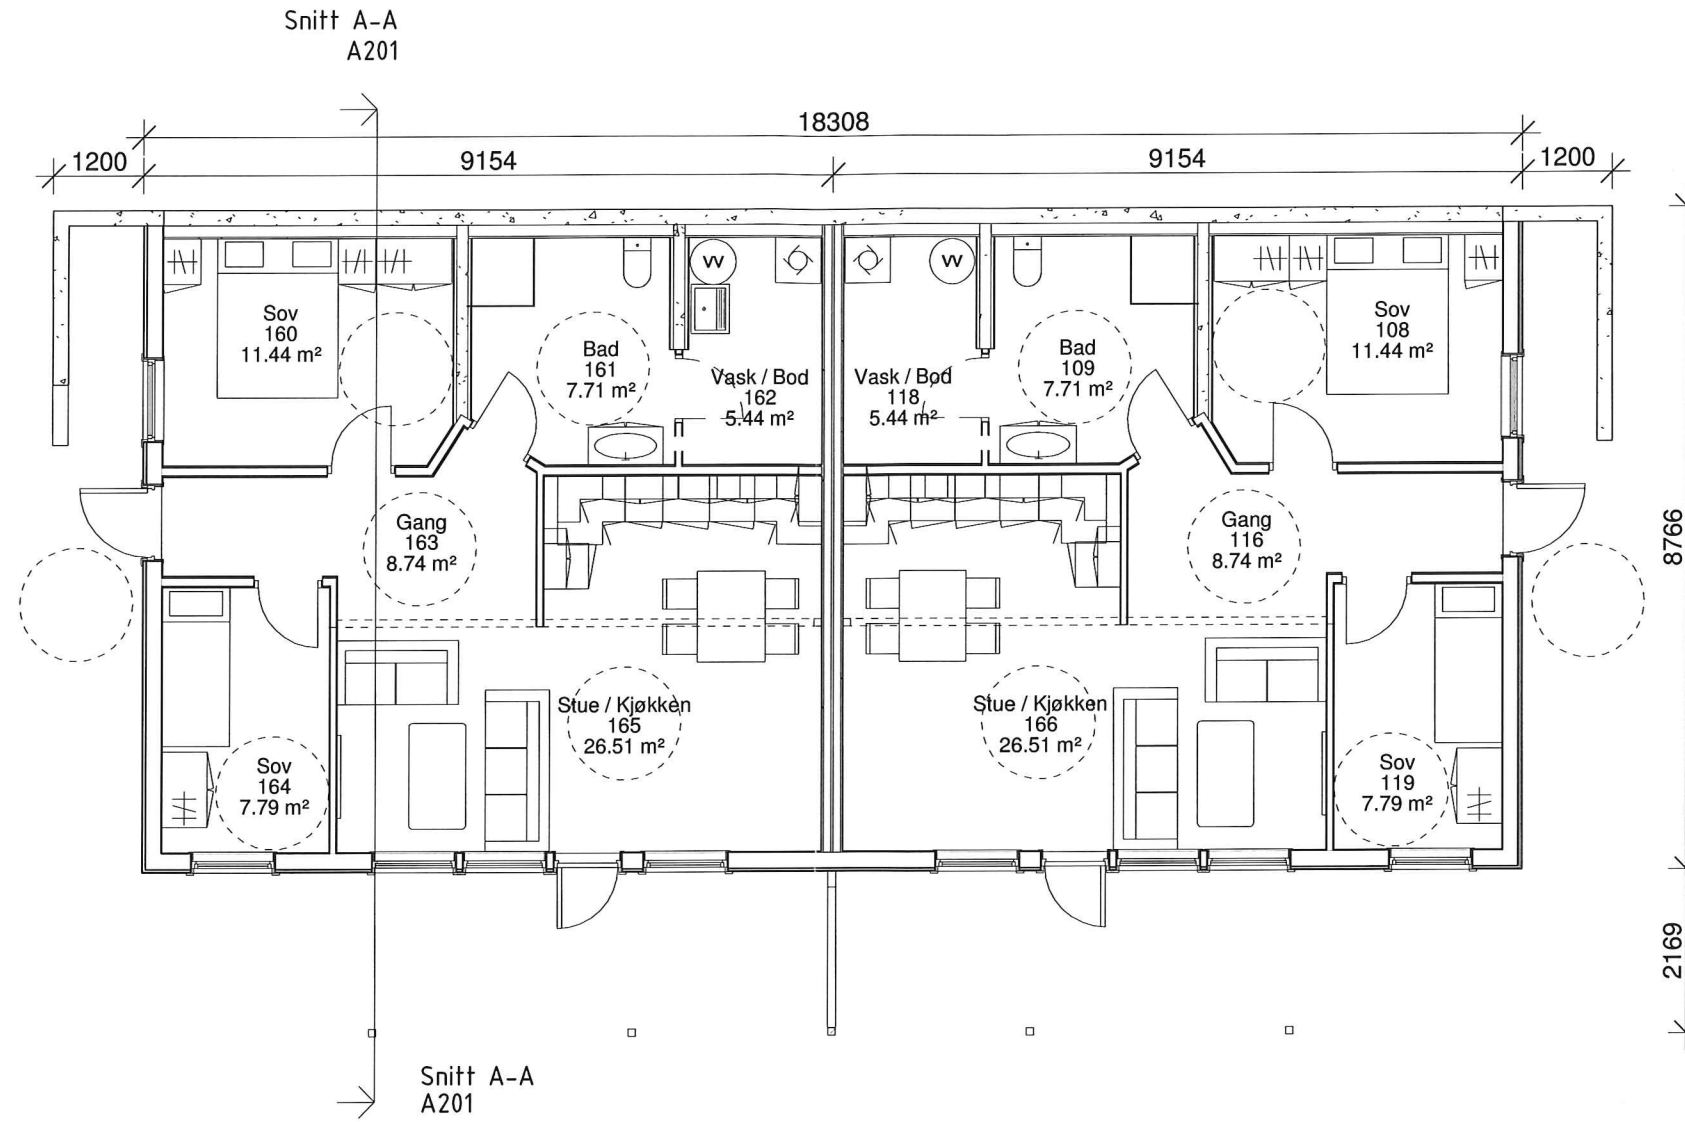 Snitt A-A
A201
18308
1200
9154
9154
1200
Sov
160
11.44 m²
Bad
161
7.71 m²
W
Vask / Bod
162
5.44 m²
W
Vask / Bod
118
5.44 m²
Bad
109
7.71 m²
Sov
108
11.44 m²
Gang
163
8.74 m²
Gang
116
8.74 m²
8766
Stue / Kjøkken
165
26.51 m²
Stue / Kjøkken
166
26.51 m²
Sov
164
7.79 m²
Sov
119
7.79 m²
2169
Snitt A-A
A201